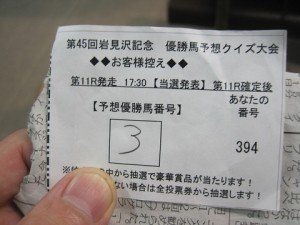 第45回岩見沢記念　優勝馬予想クイズ大会
◆◆お客様控え◆◆
第11R発走 17:30【当選発表】第11R確定後
【予想優勝馬番号】
あなたの
番号
3
394
の中から抽選で豪華賞品が当たります！
ない場合は全投票券から抽選します！